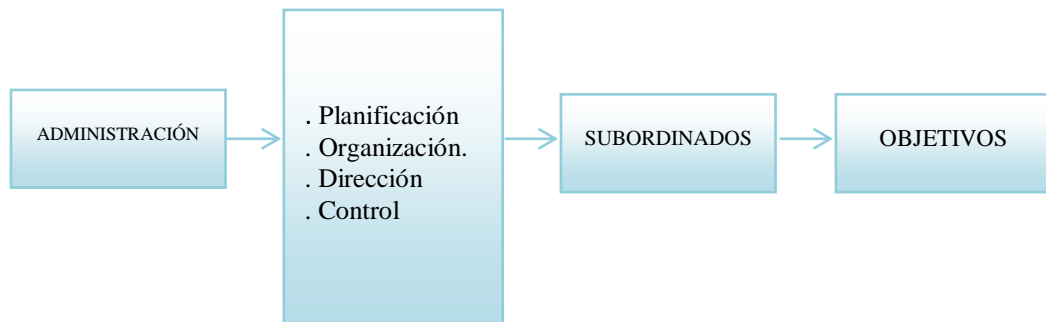 ADMINISTRACIÓN
. Planificación
. Organización.
. Dirección
. Control
SUBORDINADOS
OBJETIVOS